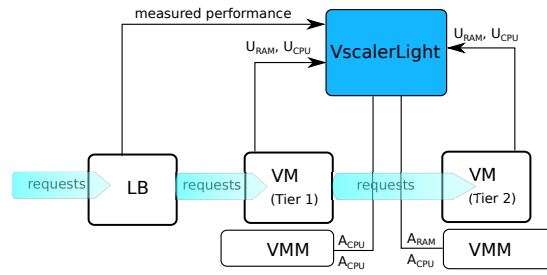 measured performance
U_RAM, U_CPU
VscalerLight
U_RAM, U_CPU
requests
LB
requests
VM
(Tier 1)
requests
VM
(Tier 2)
VMM
A_CPU
A_CPU
A_RAM
A_CPU
VMM